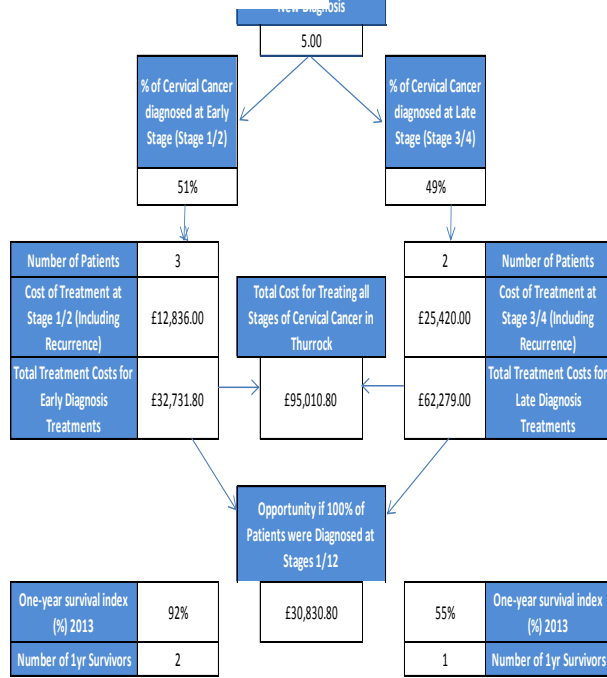 New Diagnosis
5.00
% of Cervical Cancer
diagnosed at Early
Stage (Stage 1/2)
51%
% of Cervical Cancer
diagnosed at Late
Stage (Stage 3/4)
49%
Number of Patients
3
Cost of Treatment at
Stage 1/2 (Including
Recurrence)
£12,836.00
Total Treatment Costs for
Early Diagnosis
Treatments
£32,731.80
Total Cost for Treating all
Stages of Cervical Cancer in
Thurrock
£95,010.80
2
Number of Patients
£25,420.00
Cost of Treatment at
Stage 3/4 (Including
Recurrence)
£62,279.00
Total Treatment Costs for
Late Diagnosis
Treatments
Opportunity if 100% of
Patients were Diagnosed at
Stages 1/12
£30,830.80
One-year survival index
(%) 2013
92%
Number of 1yr Survivors
2
55%
One-year survival index
(%) 2013
1
Number of 1yr Survivors